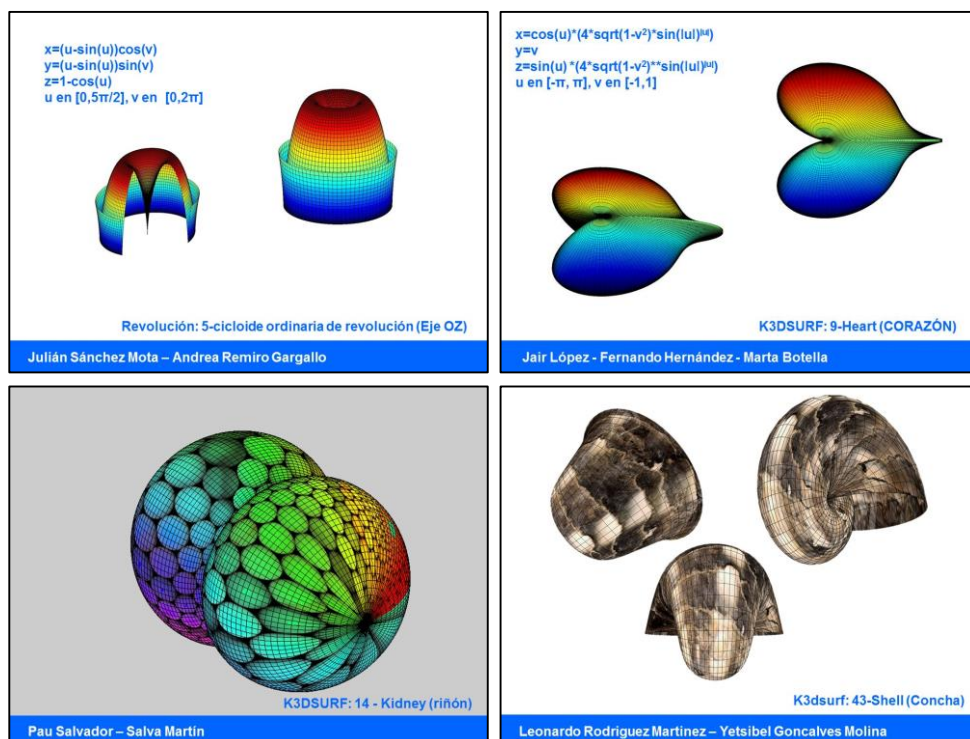 x=(u-sin(u))cos(v)
y=(u-sin(u))sin(v)
z=1-cos(u)
u en [0,5π/2], v en [0,2π]
Revolución: 5-cicloide ordinaria de revolución (Eje OZ)
Julián Sánchez Mota – Andrea Remiro Gargallo
x=cos(u)*(4*sqrt(1-v²)*sin(|u|)^|u|)
y=v
z=sin(u) *(4*sqrt(1-v²)**sin(|u|)^|u|)
u en [-π, π], v en [-1,1]
K3DSURF: 9-Heart (CORAZÓN)
Jair López - Fernando Hernández - Marta Botella
K3DSURF: 14 - Kidney (riñón)
Pau Salvador – Salva Martín
K3dsurf: 43-Shell (Concha)
Leonardo Rodriguez Martinez – Yetsibel Goncalves Molina